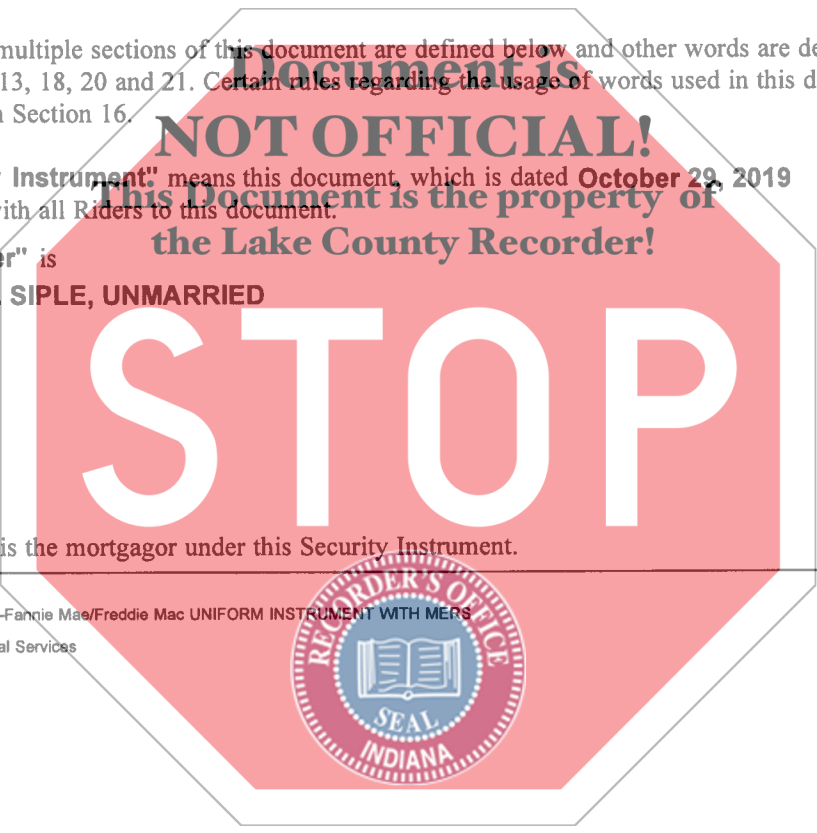 multiple sections of this document are defined below and other words are de
Document is
13, 18, 20 and 21. Certain rules regarding the usage of words used in this d
Section 16.
NOT OFFICIAL!
Instrument" means this document, which is dated October 29, 2019
This Document is the property of
with all Riders to this document.
the Lake County Recorder!
er" is
SIPLE, UNMARRIED
STOP
is the mortgagor under this Security Instrument.
-Fannie Mae/Freddie Mac UNIFORM INSTRUMENT WITH MERS
al Services
RECORDER'S OFFICE
SEAL
INDIANA